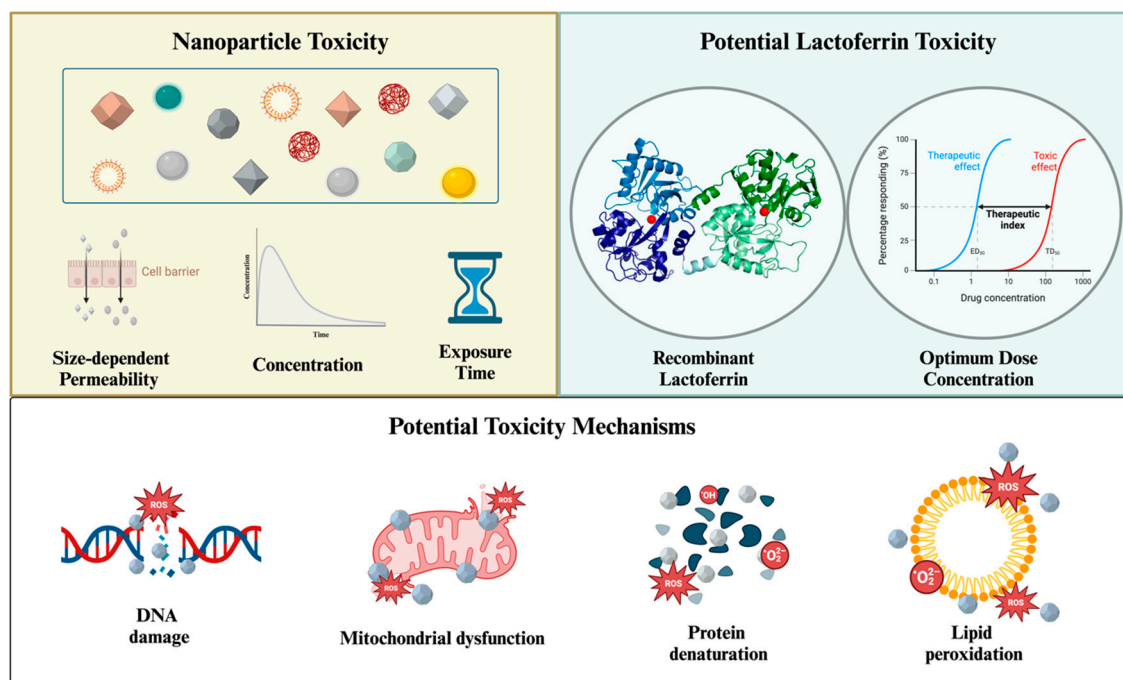 Nanoparticle Toxicity
Cell barrier
Concentration
Time
Size-dependent
Permeability
Concentration
Exposure
Time
Potential Lactoferrin Toxicity
Recombinant
Lactoferrin
Percentage responding (%)
100
75
50
25
0
Therapeutic
effect
Toxic
effect
Therapeutic
index
ED50
TD50
0.1
1
10
100
1000
Drug concentration
Optimum Dose
Concentration
Potential Toxicity Mechanisms
ROS
DNA
damage
ROS
ROS
Mitochondrial dysfunction
•OH
•O₂²⁻
ROS
Protein
denaturation
ROS
•O₂²⁻
ROS
Lipid
peroxidation